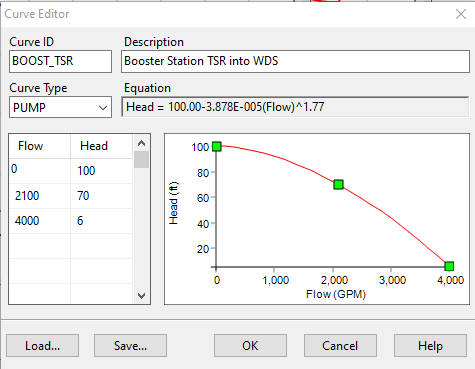 Curve Editor
Curve ID Description
BOOST_TSR Booster Station TSR into WDS
Curve Type Equation
PUMP Head = 100.00-3.878E-005(Flow)^1.77
Flow Head
0 100
2100 70
4000 6
100
80
60
40
20
Head (ft)
0 1,000 2,000 3,000 4,000
Flow (GPM)
Load... Save... OK Cancel Help